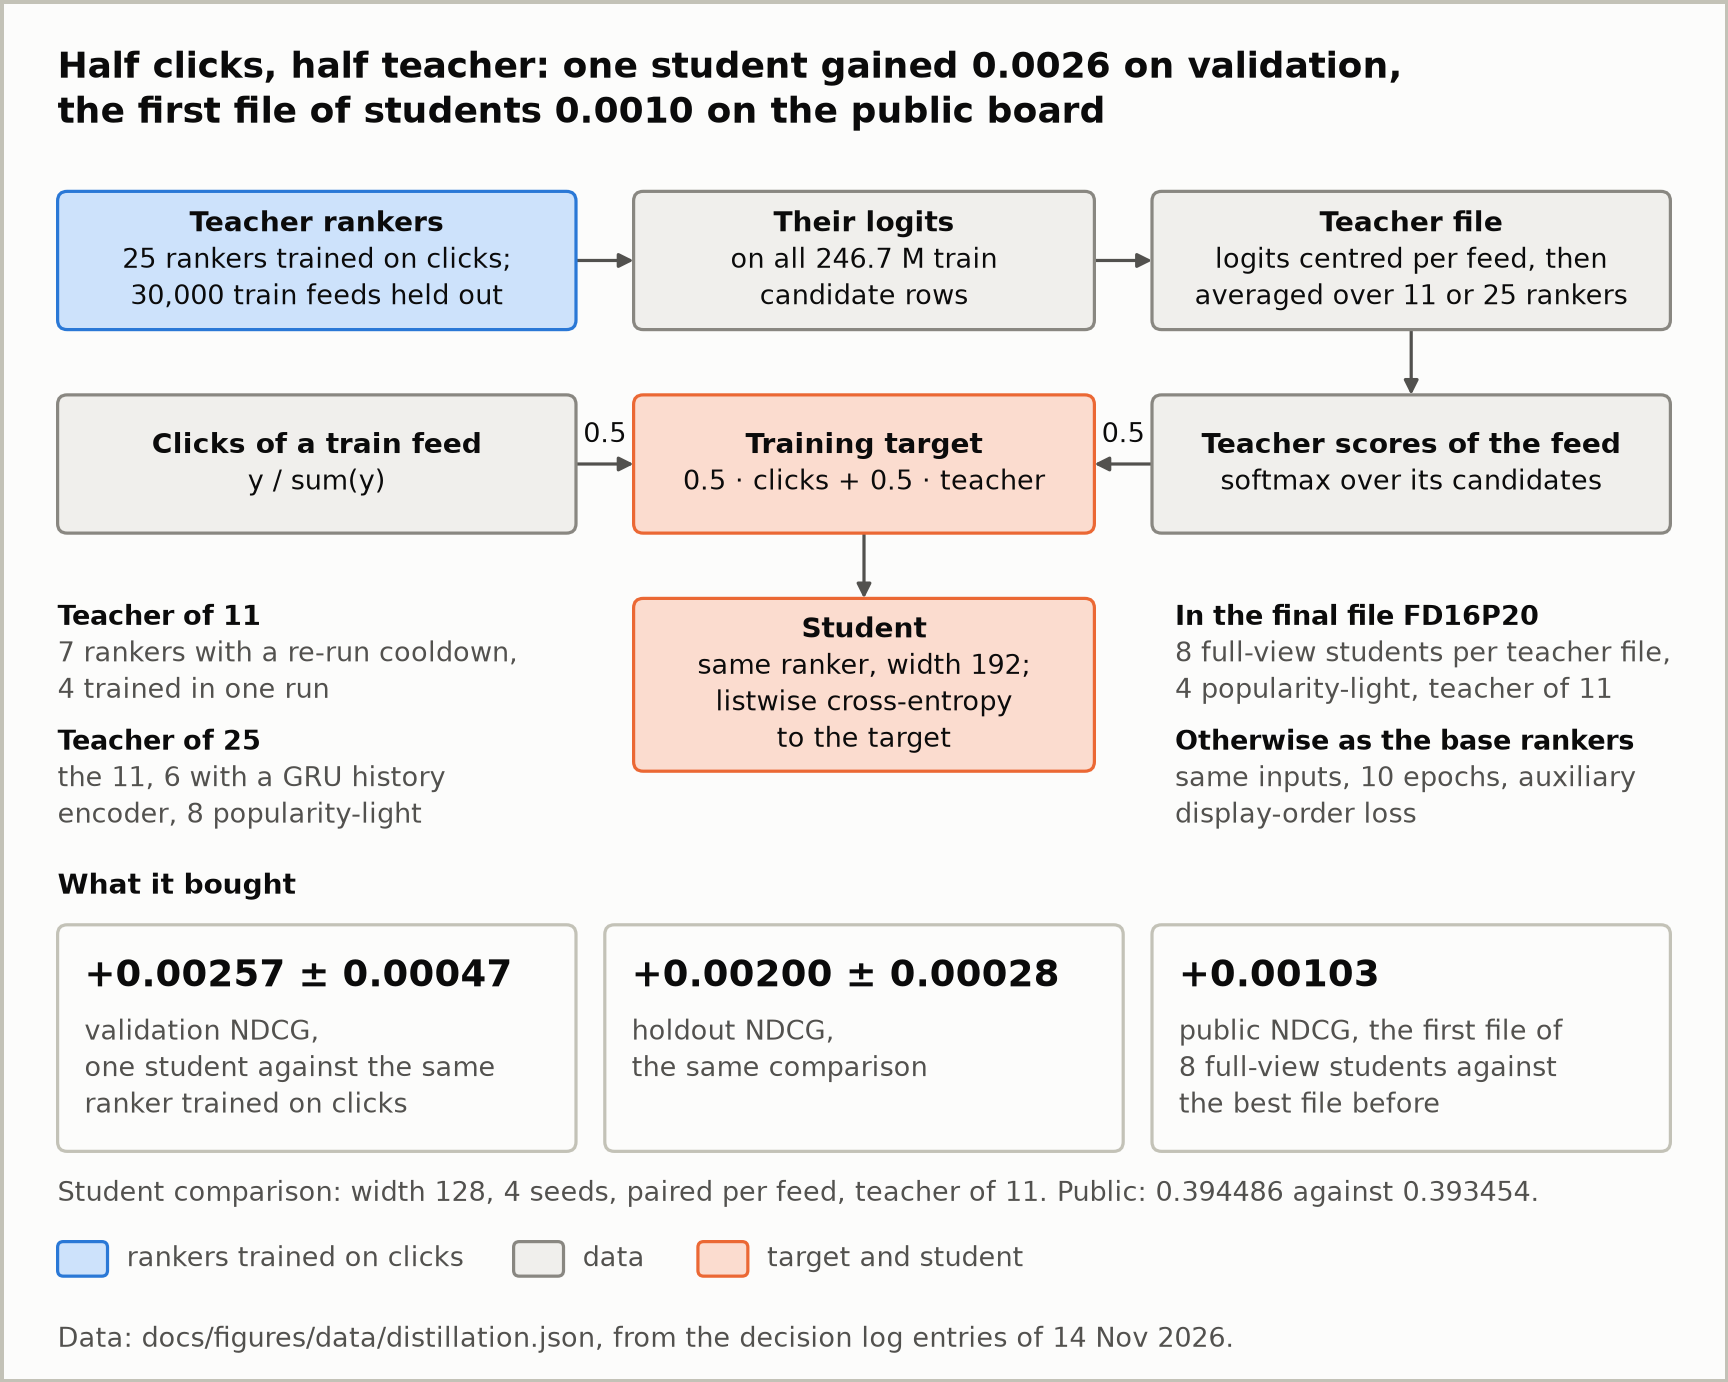 Half clicks, half teacher: one student gained 0.0026 on validation,
the first file of students 0.0010 on the public board
Teacher rankers
25 rankers trained on clicks;
30,000 train feeds held out
Their logits
on all 246.7 M train
candidate rows
Teacher file
logits centred per feed, then
averaged over 11 or 25 rankers
Clicks of a train feed
y / sum(y)
0.5
Training target
0.5 · clicks + 0.5 · teacher
0.5
Teacher scores of the feed
softmax over its candidates
Teacher of 11
7 rankers with a re-run cooldown,
4 trained in one run
Teacher of 25
the 11, 6 with a GRU history
encoder, 8 popularity-light
Student
same ranker, width 192;
listwise cross-entropy
to the target
In the final file FD16P20
8 full-view students per teacher file,
4 popularity-light, teacher of 11
Otherwise as the base rankers
same inputs, 10 epochs, auxiliary
display-order loss
What it bought
+0.00257 ± 0.00047
validation NDCG,
one student against the same
ranker trained on clicks
+0.00200 ± 0.00028
holdout NDCG,
the same comparison
+0.00103
public NDCG, the first file of
8 full-view students against
the best file before
Student comparison: width 128, 4 seeds, paired per feed, teacher of 11. Public: 0.394486 against 0.393454.
rankers trained on clicks
data
target and student
Data: docs/figures/data/distillation.json, from the decision log entries of 14 Nov 2026.